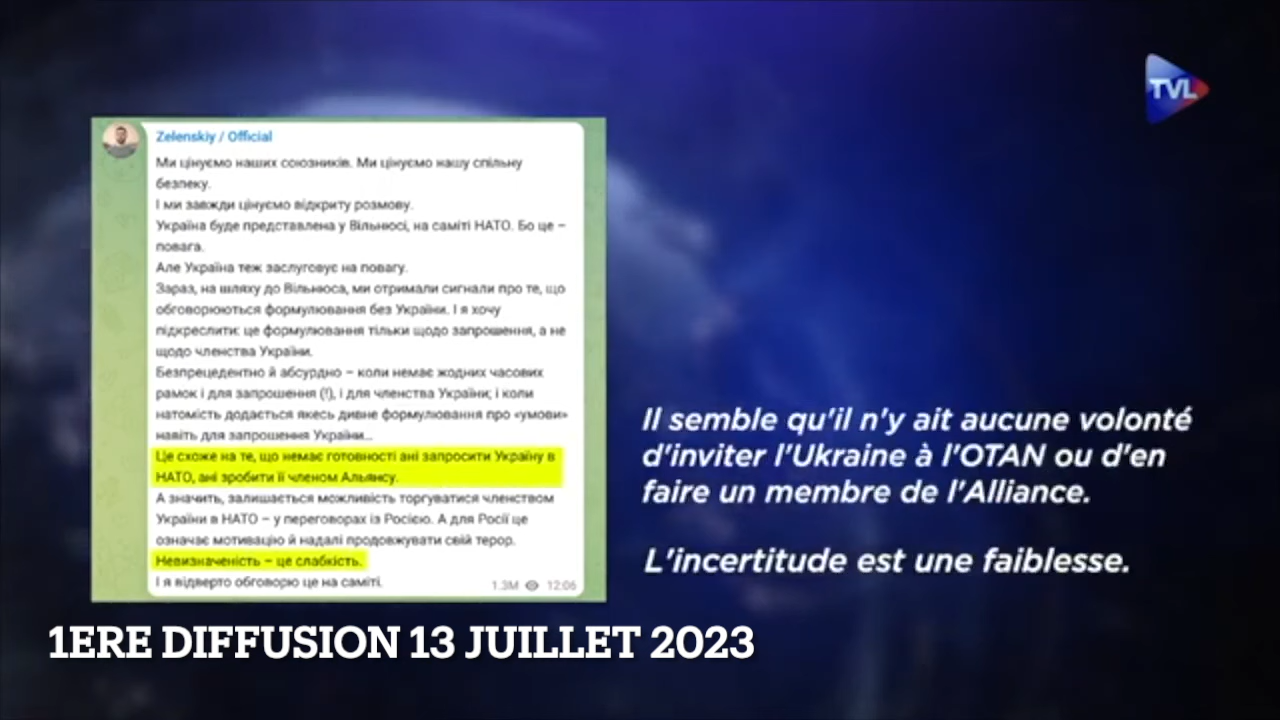 TVL
Zelenskiy / Official
Ми цінуємо наших союзників. Ми цінуємо нашу спільну
безпеку.
І ми завжди цінуємо відкриту розмову.
Україна буде представлена у Вільнюсі, на саміті НАТО. Бо це –
повага.
Але Україна теж заслуговує на повагу.
Зараз, на шляху до Вільнюса, ми отримали сигнали про те, що
обговорюються формулювання без України. І я хочу
підкреслити: це формулювання тільки щодо запрошення, а не
щодо членства України.
Безпрецедентно й абсурдно – коли немає жодних часових
рамок і для запрошення (!), і для членства України; і коли
натомість додається якесь дивне формулювання про «умови»
навіть для запрошення України...
Це схоже на те, що немає готовності ані запросити Україну в
НАТО, ані зробити її членом Альянсу.
А значить, залишається можливість торгуватися членством
України в НАТО – у переговорах із Росією. А для Росії це
означає мотивацію й надалі продовжувати свій терор.
Невизначеність – це слабкість.
І я відверто обговорю це на саміті.
1.3M 12:06
Il semble qu'il n'y ait aucune volonté
d'inviter l'Ukraine à l'OTAN ou d'en
faire un membre de l'Alliance.
L'incertitude est une faiblesse.
1ERE DIFFUSION 13 JUILLET 2023